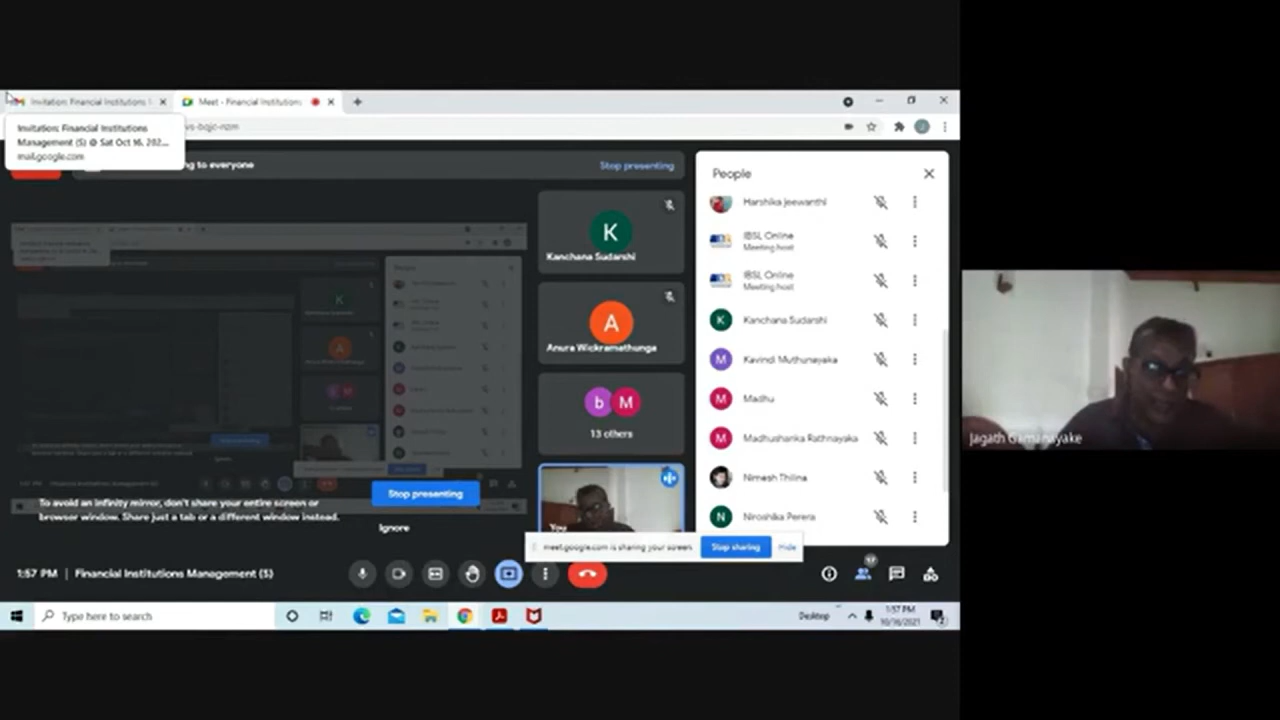 Invitation: Financial Institutions
Meet - Financial Institutions
Invitation: Financial Institutions
Management (S) @ Sat Oct 16, 202...
mail.google.com
vs-bqjc-nzm
ng to everyone
Stop presenting
People
Harshika jeewanthi
IBSL Online
Meeting host
IBSL Online
Meeting host
Kanchana Sudarshi
Kavindi Muthunayaka
Madhu
Madhushanka Rathnayaka
Nimesh Thilina
Niroshika Perera
K
Kanchana Sudarshi
A
Anura Wickramathunga
b M
13 others
You
To avoid an infinity mirror, don't share your entire screen or
browser window. Share just a tab or a different window instead.
Stop presenting
Ignore
meet.google.com is sharing your screen.
Stop sharing
Hide
1:57 PM | Financial Institutions Management (S)
Type here to search
Desktop
1:57 PM
10/16/2021
Jagath Gamanayake